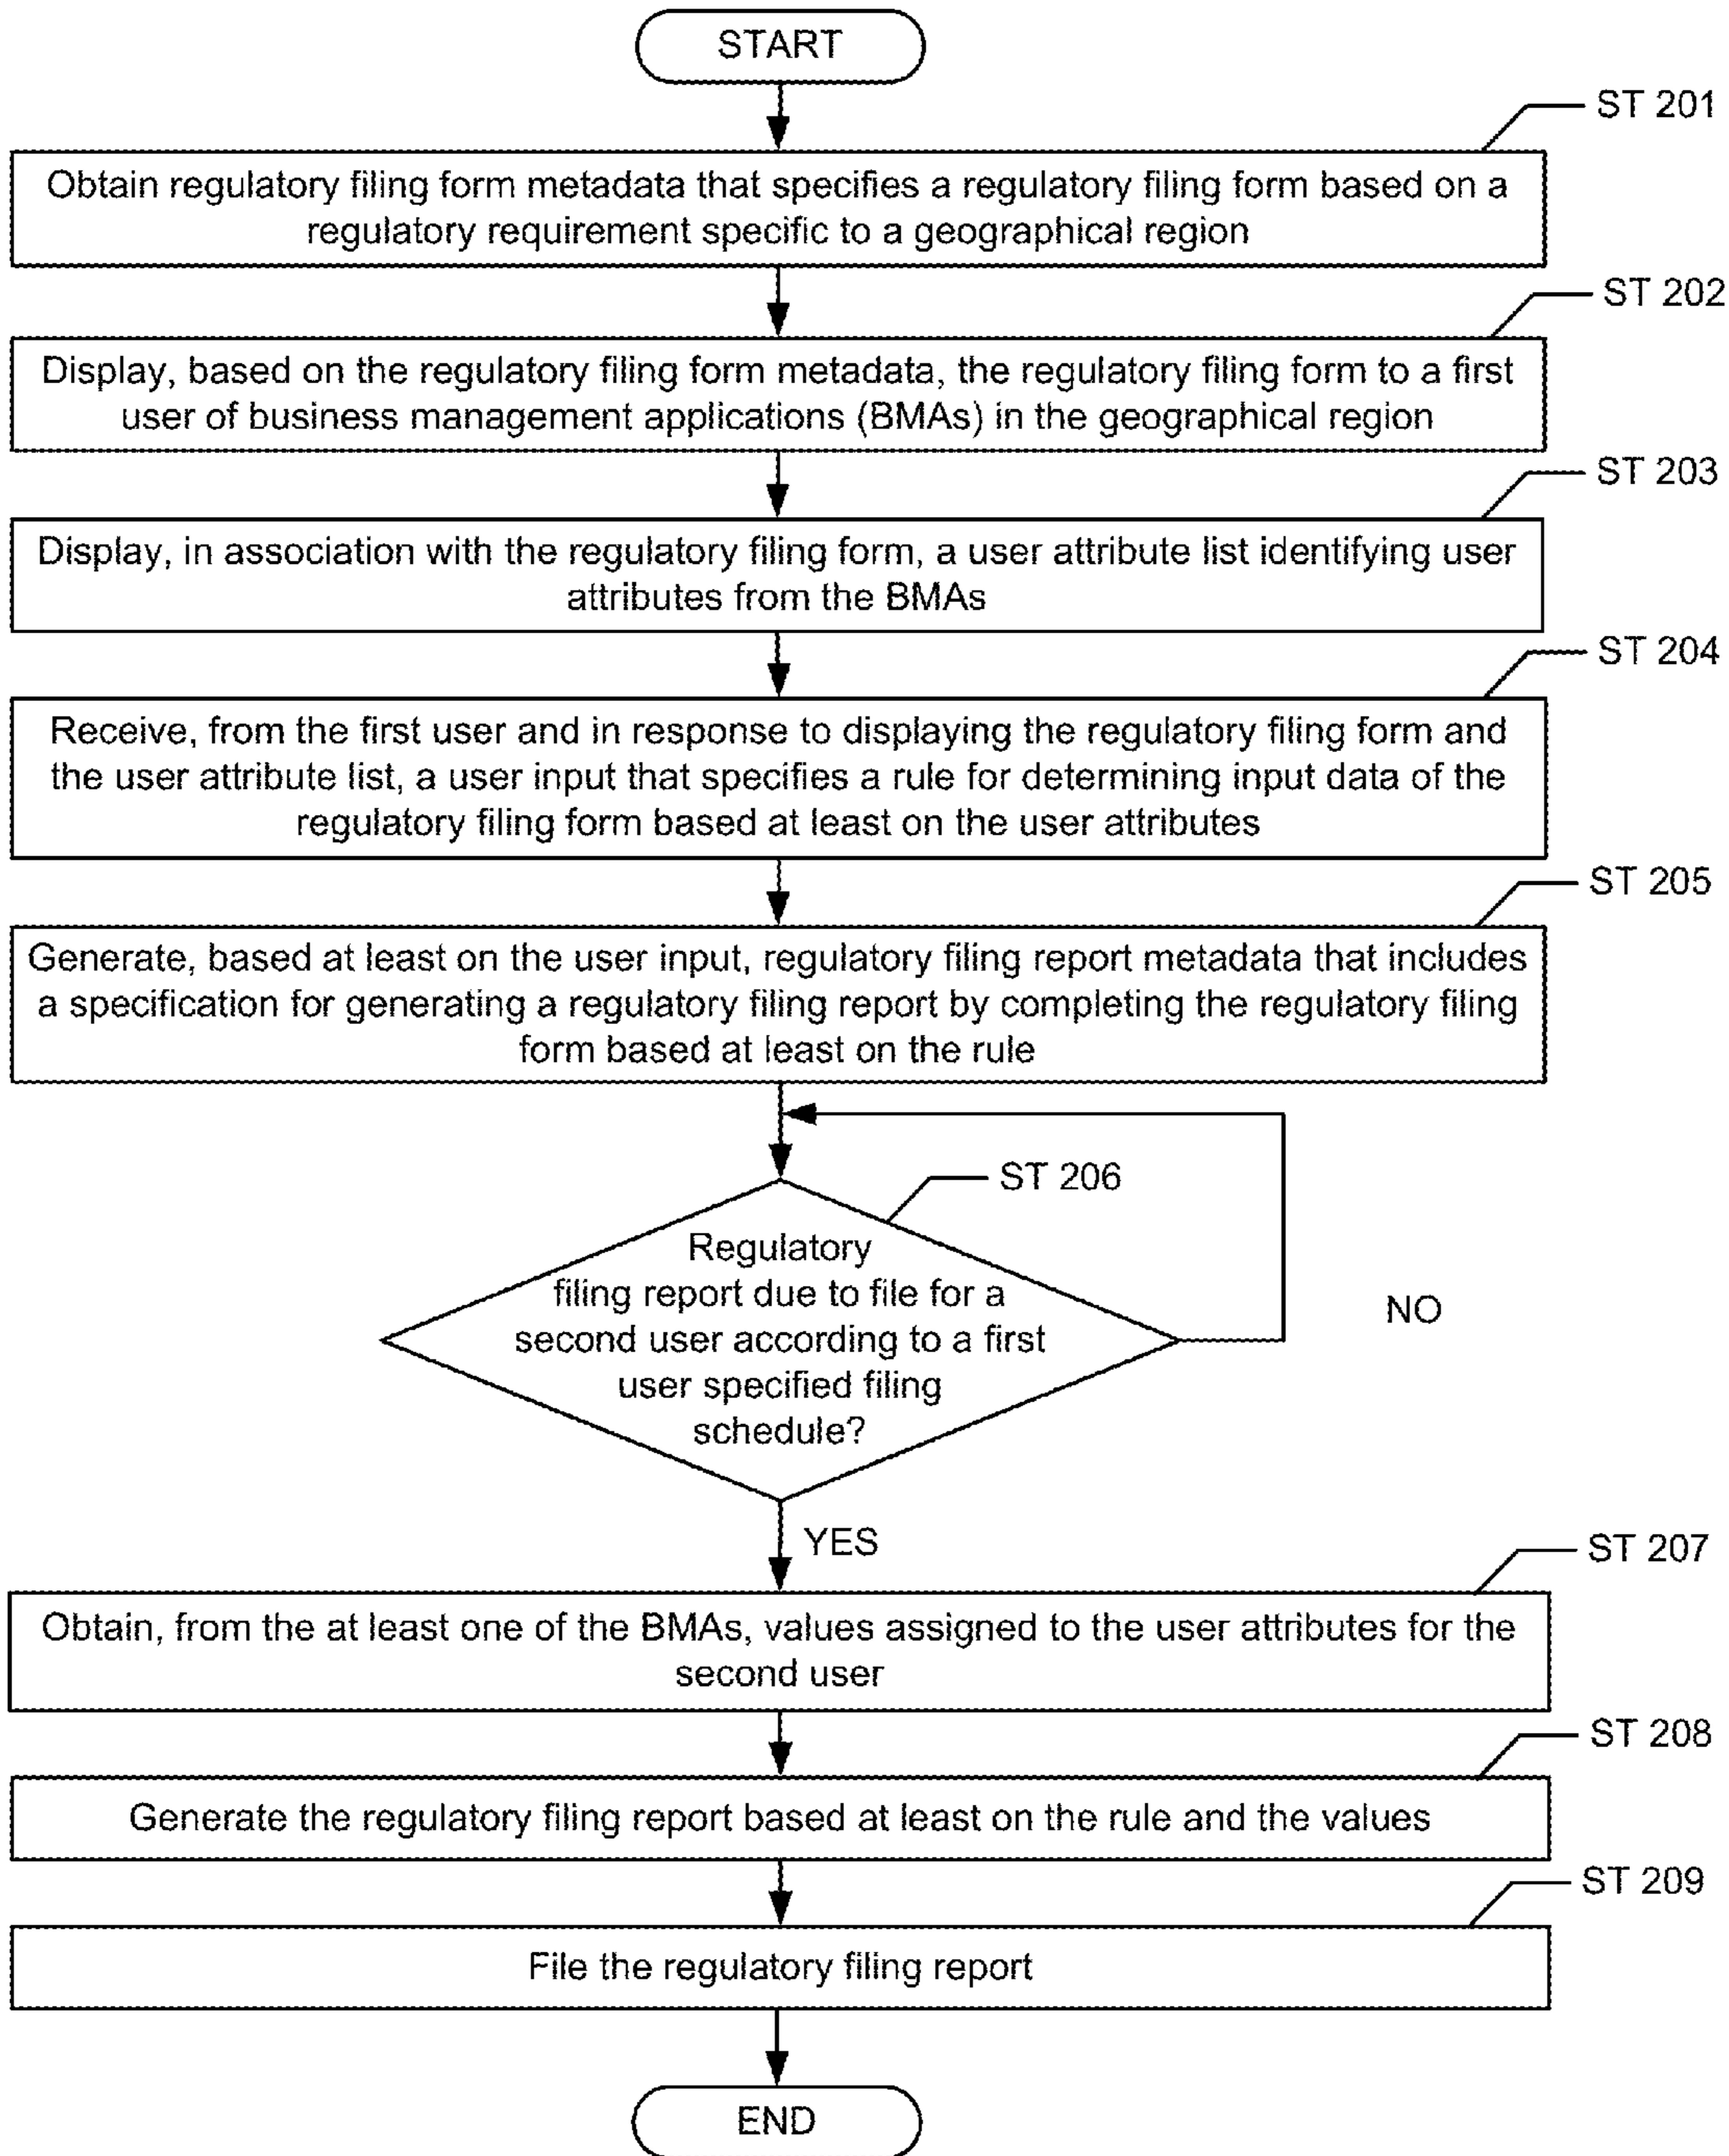 START
ST 201
Obtain regulatory filing form metadata that specifies a regulatory filing form based on a
regulatory requirement specific to a geographical region
ST 202
Display, based on the regulatory filing form metadata, the regulatory filing form to a first
user of business management applications (BMAs) in the geographical region
ST 203
Display, in association with the regulatory filing form, a user attribute list identifying user
attributes from the BMAs
ST 204
Receive, from the first user and in response to displaying the regulatory filing form and
the user attribute list, a user input that specifies a rule for determining input data of the
regulatory filing form based at least on the user attributes
ST 205
Generate, based at least on the user input, regulatory filing report metadata that includes
a specification for generating a regulatory filing report by completing the regulatory filing
form based at least on the rule
ST 206
Regulatory
filing report due to file for a
second user according to a first
user specified filing
schedule?
NO
YES
ST 207
Obtain, from the at least one of the BMAs, values assigned to the user attributes for the
second user
ST 208
Generate the regulatory filing report based at least on the rule and the values
ST 209
File the regulatory filing report
END